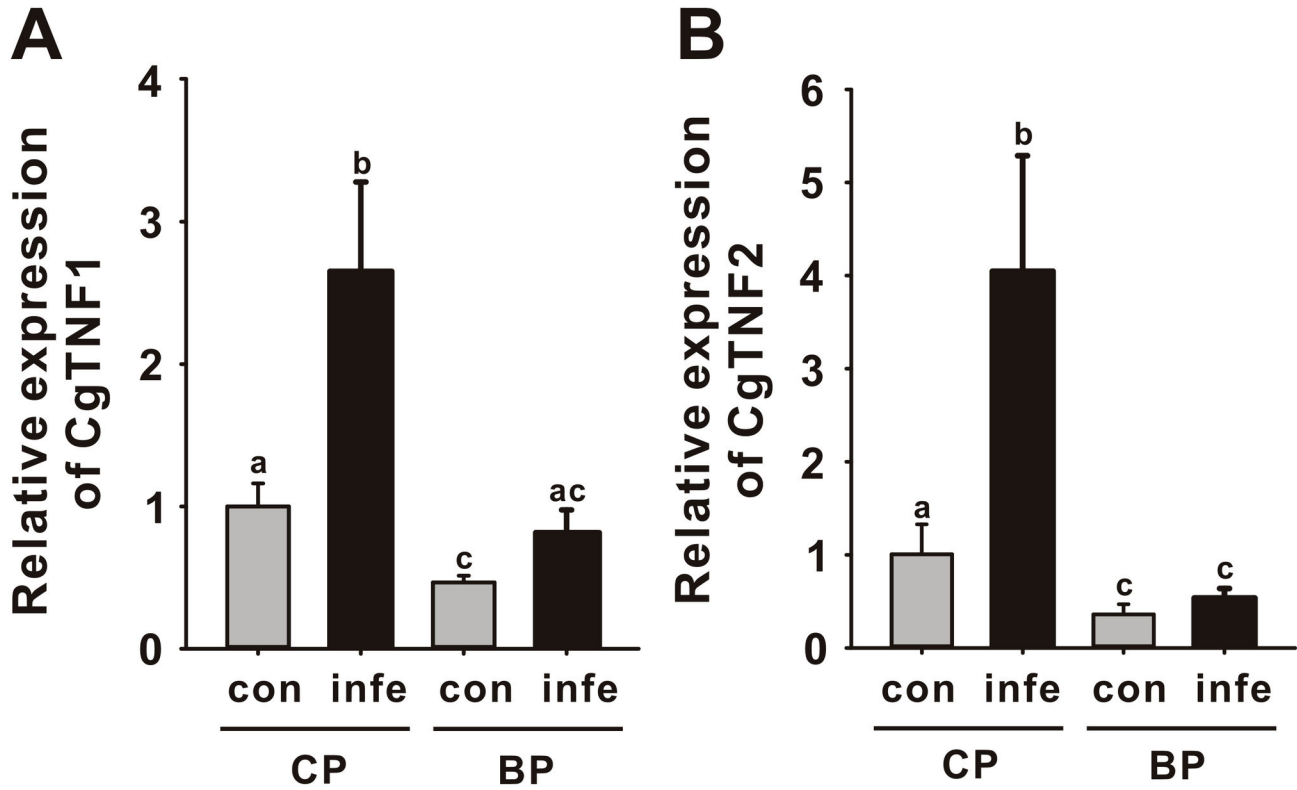 A
Relative expression
of CgTNF1
4
3
2
1
0
a
b
c
ac
con infe con infe
CP BP
B
Relative expression
of CgTNF2
6
5
4
3
2
1
0
a
b
c
c
con infe con infe
CP BP